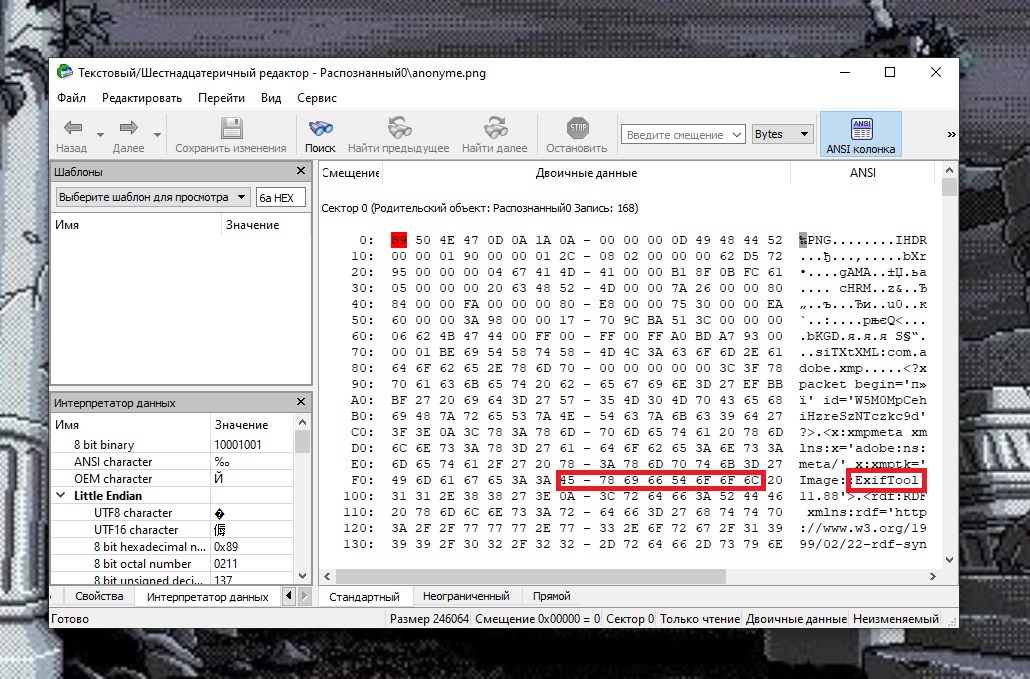 Текстовый/Шестнадцатеричный редактор - Распознанный0\anonyme.png
Файл Редактировать Перейти Вид Сервис
Назад Далее Сохранить изменения Поиск Найти предыдущее Найти далее STOP Остановить Введите смещение Bytes ANSI ANSI колонка »
Шаблоны
Выберите шаблон для просмотра 6a HEX
Имя Значение
Интерпретатор данных
Имя Значение
8 bit binary 10001001
ANSI character ‰
OEM character Й
Little Endian
UTF8 character �
UTF16 character
8 bit hexadecimal n... 0x89
8 bit octal number 0211
8 bit unsigned deci... 137
Свойства Интерпретатор данных
Смещение Двоичные данные ANSI
Сектор 0 (Родительский объект: Распознанный0 Запись: 168)
0: 89 50 4E 47 0D 0A 1A 0A - 00 00 00 0D 49 48 44 52 ‰PNG........IHDR
10: 00 00 01 90 00 00 01 2C - 08 02 00 00 00 62 D5 72 ...ђ...,.....bХr
20: 95 00 00 00 04 67 41 4D - 41 00 00 B1 8F 0B FC 61 •....gAMA..±Џ.ьa
30: 05 00 00 00 20 63 48 52 - 4D 00 00 7A 26 00 00 80 .... cHRM..z&..Ђ
40: 84 00 00 FA 00 00 00 80 - E8 00 00 75 30 00 00 EA „..ъ...Ђи..u0..к
50: 60 00 00 3A 98 00 00 17 - 70 9C BA 51 3C 00 00 00 `..:....pњєQ<...
60: 06 62 4B 47 44 00 FF 00 - FF 00 FF A0 BD A7 93 00 .bKGD.я.я.я Ѕ§“.
70: 00 01 BE 69 54 58 74 58 - 4D 4C 3A 63 6F 6D 2E 61 ..ѕiTXtXML:com.a
80: 64 6F 62 65 2E 78 6D 70 - 00 00 00 00 00 3C 3F 78 dobe.xmp.....<?x
90: 70 61 63 6B 65 74 20 62 - 65 67 69 6E 3D 27 EF BB packet begin='п»
A0: BF 27 20 69 64 3D 27 57 - 35 4D 30 4D 70 43 65 68 ї' id='W5M0MpCeh
B0: 69 48 7A 72 65 53 7A 4E - 54 63 7A 6B 63 39 64 27 iHzreSzNTczkc9d'
C0: 3F 3E 0A 3C 78 3A 78 6D - 70 6D 65 74 61 20 78 6D ?>.<x:xmpmeta xm
D0: 6C 6E 73 3A 78 3D 27 61 - 64 6F 62 65 3A 6E 73 3A lns:x='adobe:ns:
E0: 6D 65 74 61 2F 27 20 78 - 3A 78 6D 70 74 6B 3D 27 meta/' x:xmptk='
F0: 49 6D 61 67 65 3A 3A 45 - 78 69 66 54 6F 6F 6C 20 Image::ExifTool
100: 31 31 2E 38 38 27 3E 0A - 3C 72 64 66 3A 52 44 46 11.88'>.<rdf:RDF
110: 20 78 6D 6C 6E 73 3A 72 - 64 66 3D 27 68 74 74 70 xmlns:rdf='http
120: 3A 2F 2F 77 77 77 2E 77 - 33 2E 6F 72 67 2F 31 39 ://www.w3.org/19
130: 39 39 2F 30 32 2F 32 32 - 2D 72 64 66 2D 73 79 6E 99/02/22-rdf-syn
Стандартный Неограниченный Прямой
Готово Размер 246064 Смещение 0x00000 = 0 Сектор 0 Только чтение Двоичные данные Неизменяемый